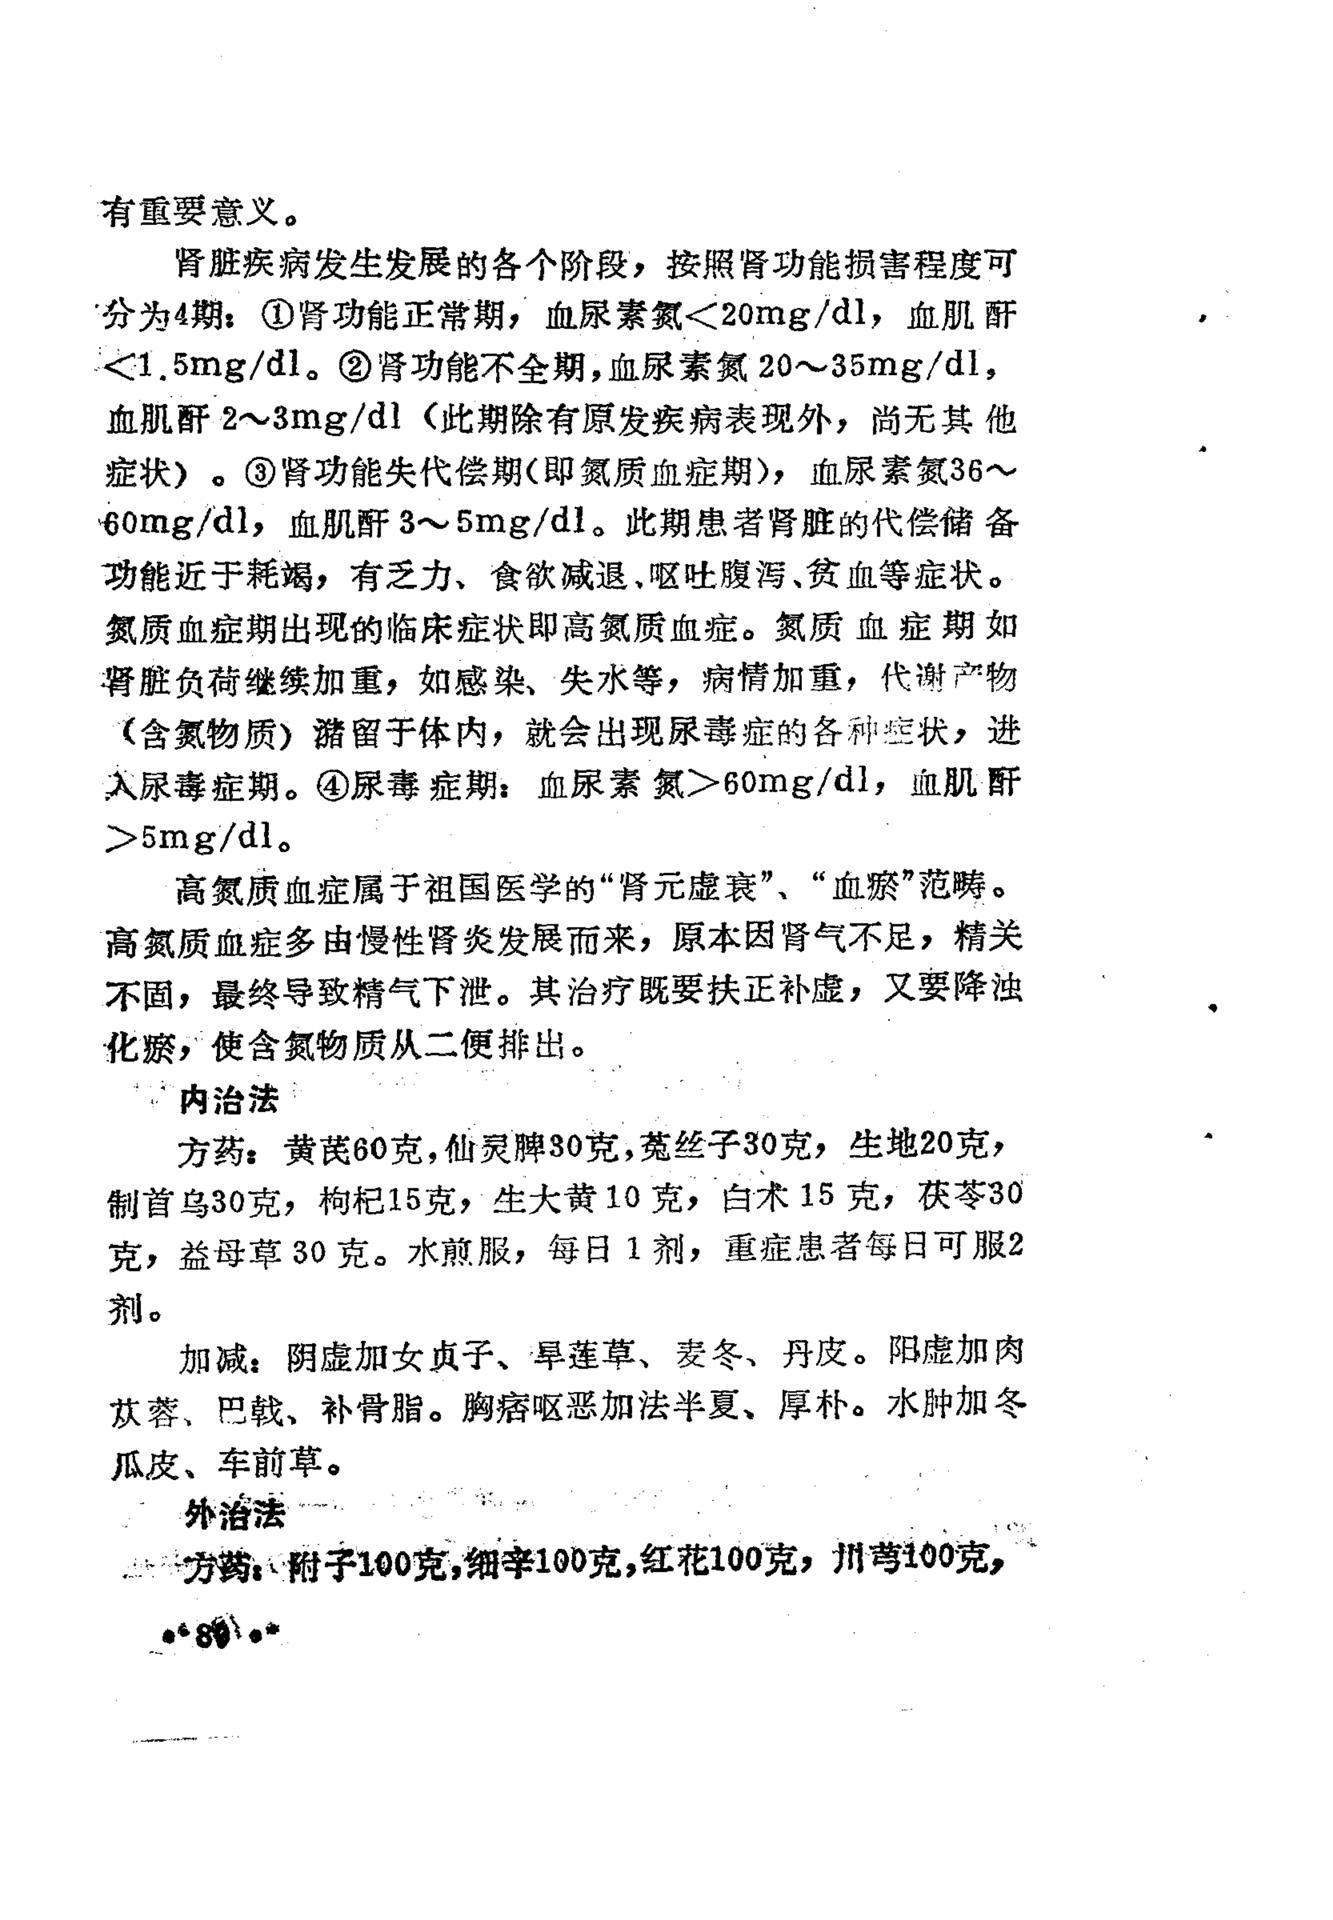 有重要意义。
肾脏疾病发生发展的各个阶段，按照肾功能损害程度可
分为4期：①肾功能正常期，血尿素氮＜20mg/dl，血肌酐
＜1.5mg/dl。②肾功能不全期，血尿素氮20～35mg/dl，
血肌酐2～3mg/dl（此期除有原发疾病表现外，尚无其他
症状）。③肾功能失代偿期（即氮质血症期），血尿素氮36～
60mg/dl，血肌酐3～5mg/dl。此期患者肾脏的代偿储备
功能近于耗竭，有乏力、食欲减退、呕吐腹泻、贫血等症状。
氮质血症期出现的临床症状即高氮质血症。氮质血症期如
肾脏负荷继续加重，如感染、失水等，病情加重，代谢产物
（含氮物质）潴留于体内，就会出现尿毒症的各种症状，进
入尿毒症期。④尿毒症期：血尿素氮＞60mg/dl，血肌酐
＞5mg/dl。
高氮质血症属于祖国医学的“肾元虚衰”、“血瘀”范畴。
高氮质血症多由慢性肾炎发展而来，原本因肾气不足，精关
不固，最终导致精气下泄。其治疗既要扶正补虚，又要降浊
化瘀，使含氮物质从二便排出。
内治法
方药：黄芪60克，仙灵脾30克，菟丝子30克，生地20克，
制首乌30克，枸杞15克，生大黄10克，白术15克，茯苓30
克，益母草30克。水煎服，每日1剂，重症患者每日可服2
剂。
加减：阴虚加女贞子、旱莲草、麦冬、丹皮。阳虚加肉
苁蓉、巴戟、补骨脂。胸痞呕恶加法半夏、厚朴。水肿加冬
瓜皮、车前草。
外治法
方药：附子100克，细辛100克，红花100克，川芎100克，